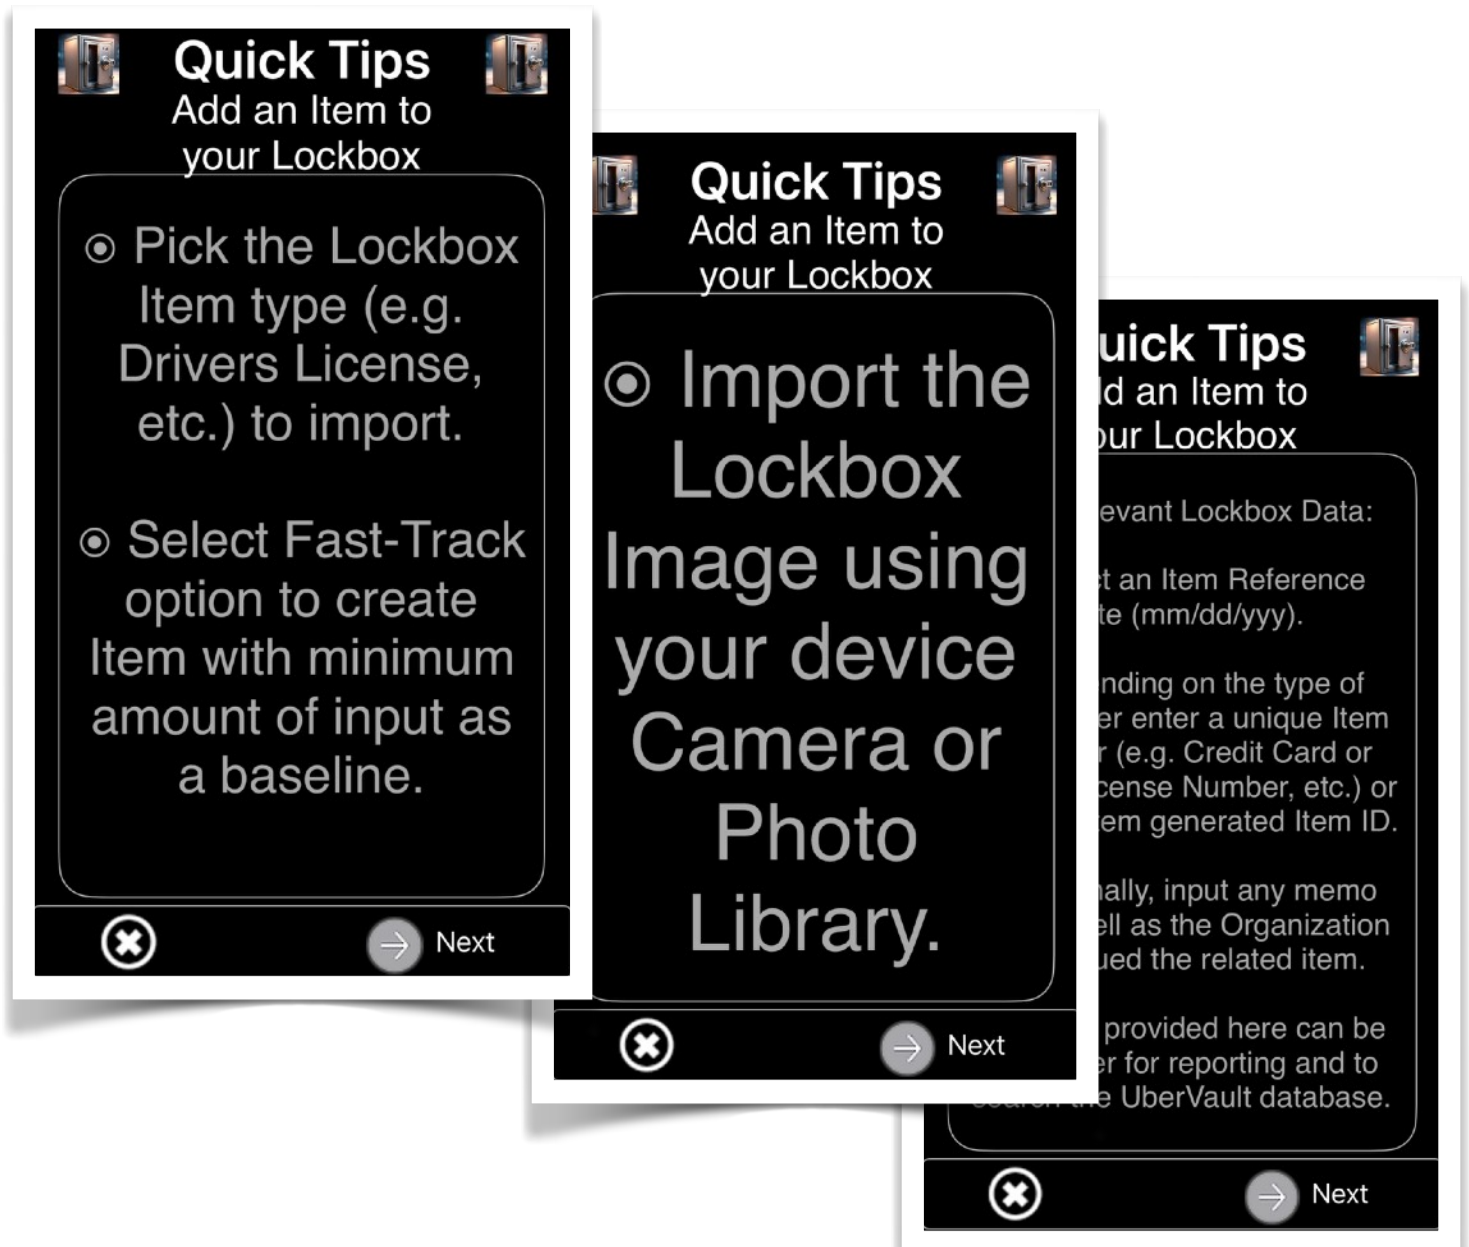 Quick Tips
Add an Item to
your Lockbox
⦿ Pick the Lockbox
Item type (e.g.
Drivers License,
etc.) to import.
⦿ Select Fast-Track
option to create
Item with minimum
amount of input as
a baseline.
Next
Quick Tips
Add an Item to
your Lockbox
⦿ Import the
Lockbox
Image using
your device
Camera or
Photo
Library.
Next
uick Tips
d an Item to
ur Lockbox
evant Lockbox Data:
t an Item Reference
te (mm/dd/yyy).
nding on the type of
er enter a unique Item
r (e.g. Credit Card or
cense Number, etc.) or
em generated Item ID.
ally, input any memo
ell as the Organization
ued the related item.
provided here can be
er for reporting and to
the UberVault database.
Next